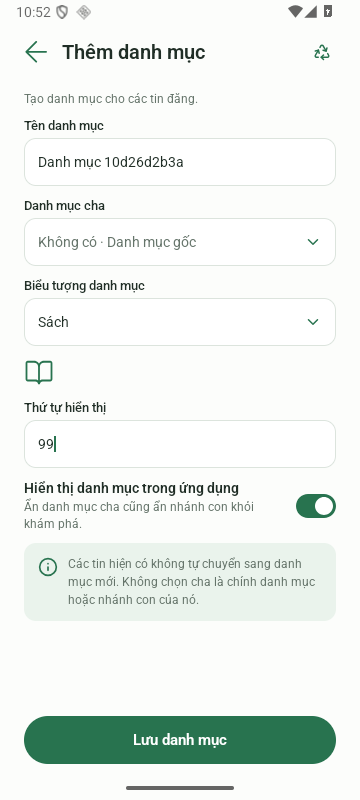 10:52
Thêm danh mục
Tạo danh mục cho các tin đăng.
Tên danh mục
Danh mục 10d26d2b3a
Danh mục cha
Không có · Danh mục gốc
Biểu tượng danh mục
Sách
Thứ tự hiển thị
99
Hiển thị danh mục trong ứng dụng
Ẩn danh mục cha cũng ẩn nhánh con khỏi
khám phá.
Các tin hiện có không tự chuyển sang danh
mục mới. Không chọn cha là chính danh mục
hoặc nhánh con của nó.
Lưu danh mục